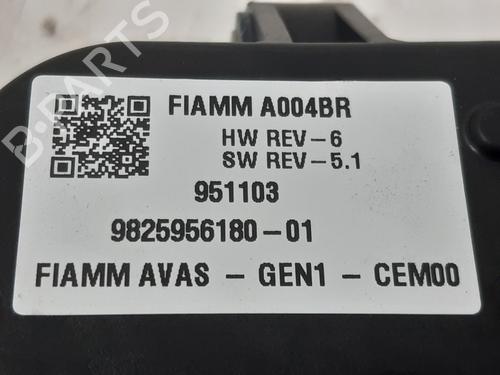 B-PARTS
FIAMM A004BR
HW REV-6
SW REV-5.1
951103
9825956180-01
FIAMM AVAS - GEN1 - CEM00